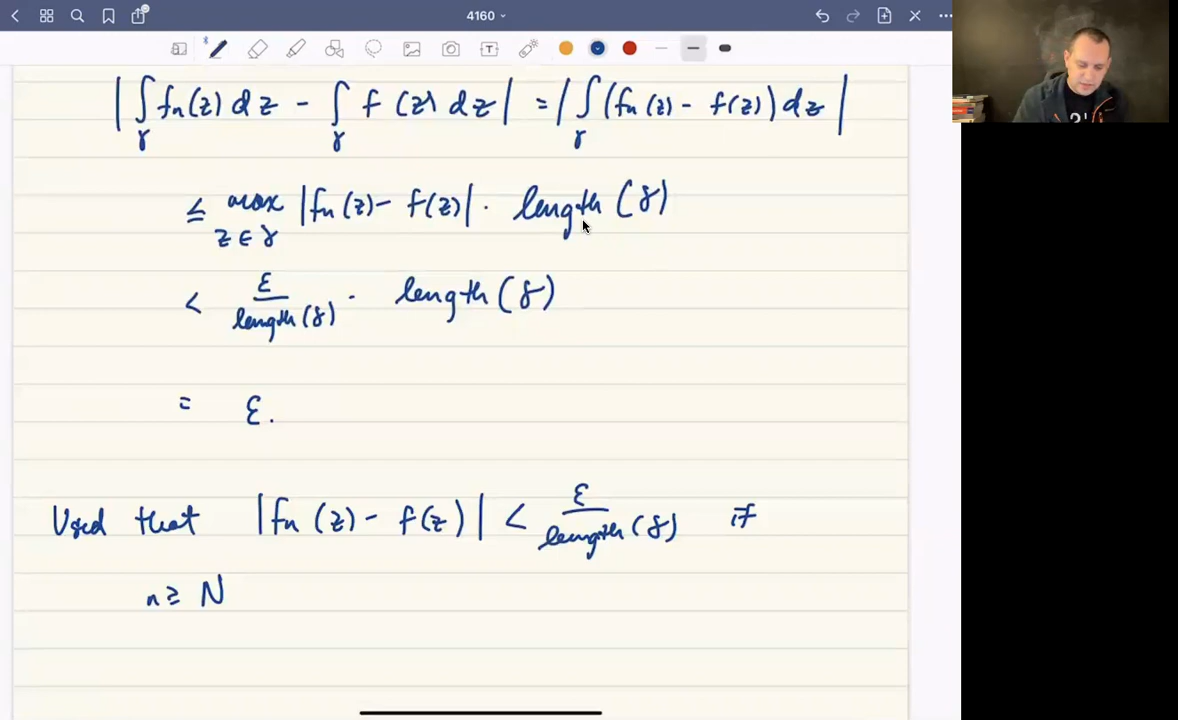 4160
| ∫_γ fn(z) dz - ∫_γ f(z) dz | = | ∫_γ (fn(z) - f(z)) dz |
≤ max_{z ∈ γ} |fn(z) - f(z)| · length(γ)
< ε/length(γ) · length(γ)
= ε.
Used that |fn(z) - f(z)| < ε/length(γ) if
n ≥ N